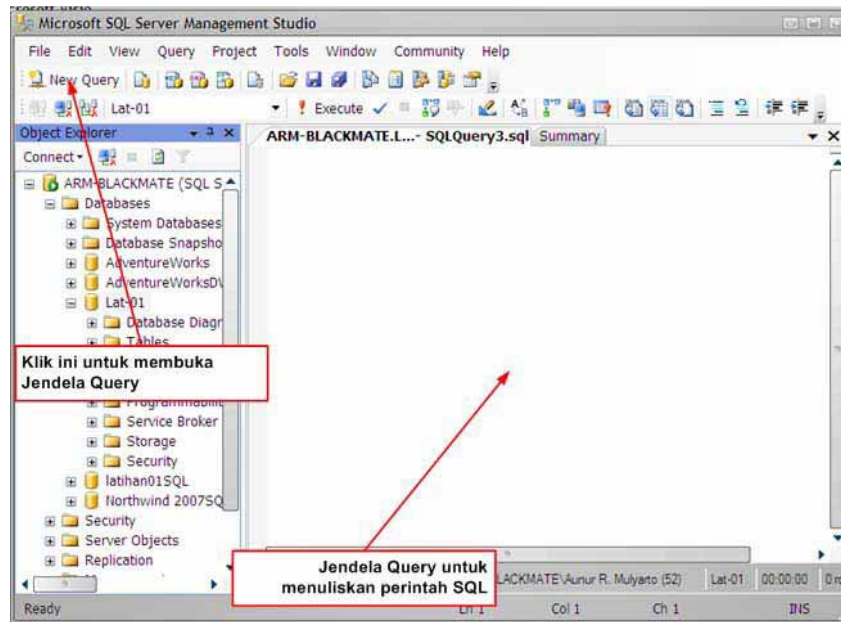 Microsoft SQL Server Management Studio
File Edit View Query Project Tools Window Community Help
New Query
Lat-01 Execute
Object Explorer
ARM-BLACKMATE.L...- SQLQuery3.sql Summary
Connect
ARM-BLACKMATE (SQL S
Databases
System Databases
Database Snapsho
AdventureWorks
AdventureWorksD
Lat-01
Database Diagr
Tables
Klik ini untuk membuka
Jendela Query
Programmabilit
Service Broker
Storage
Security
latihan01SQL
Northwind 2007SQ
Security
Server Objects
Replication
Jendela Query untuk
menuliskan perintah SQL
LACKMATE\Aunur R. Mulyarto (52) Lat-01 00:00:00
Ready Ln 1 Col 1 Ch 1 INS